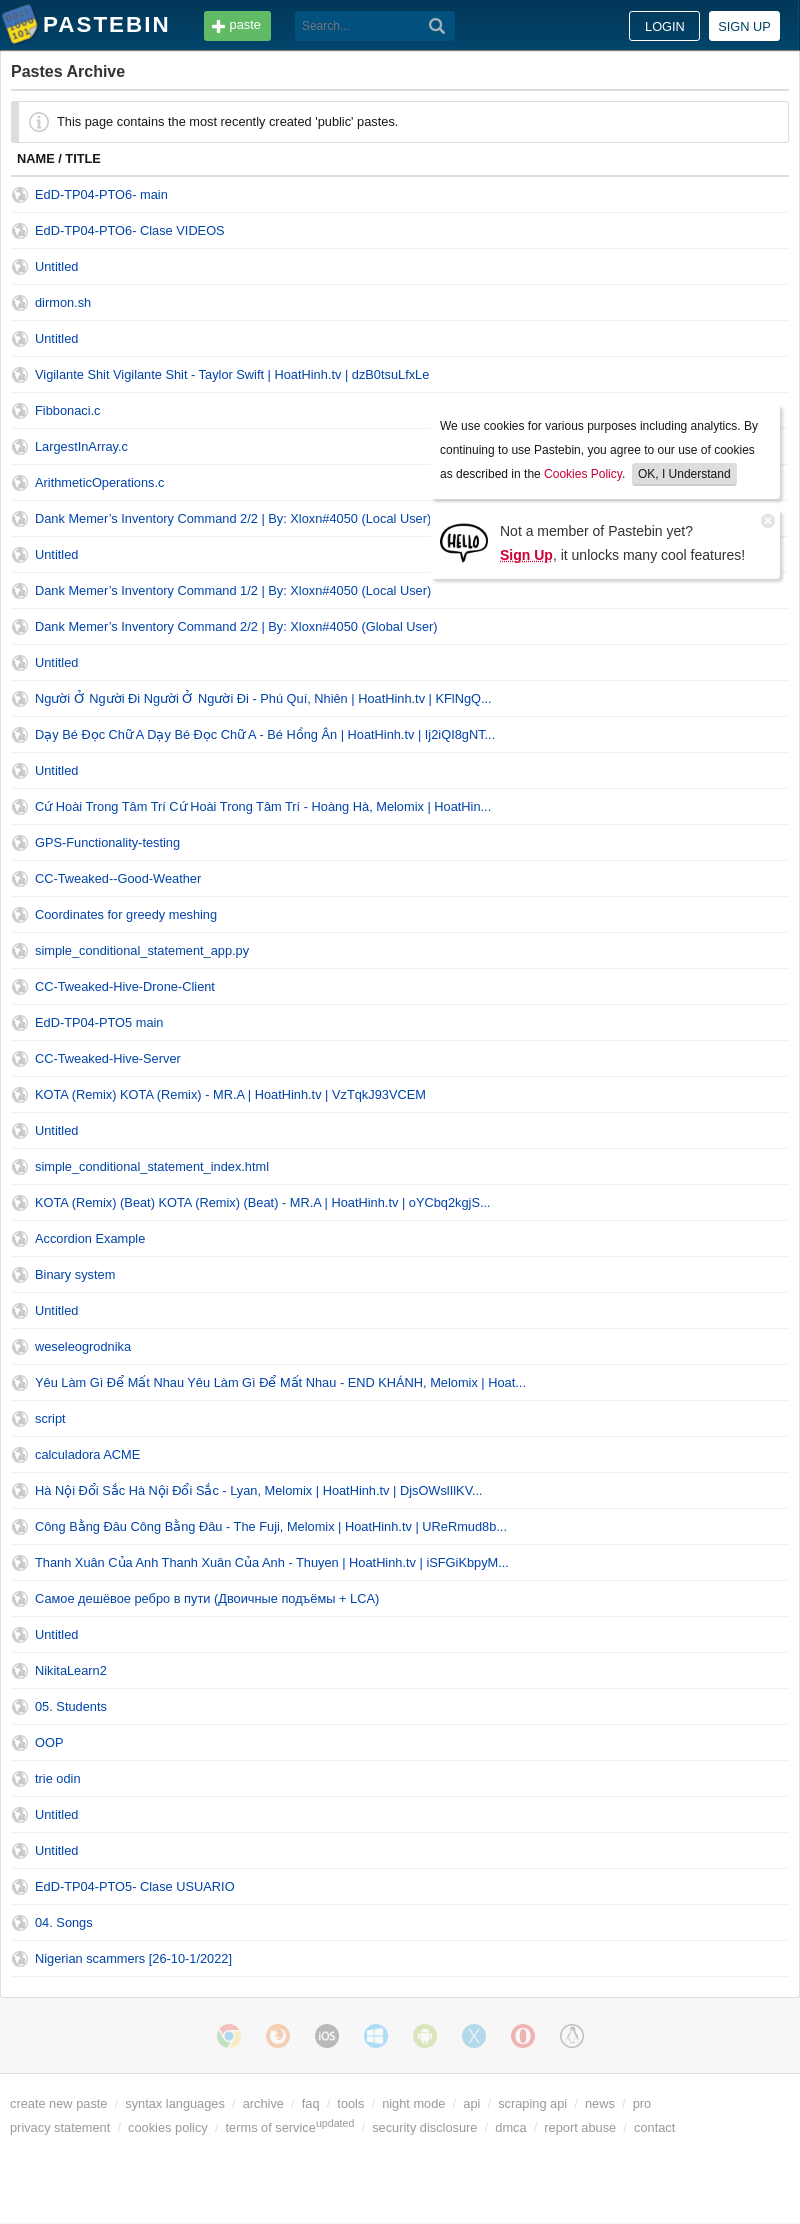 PASTEBIN paste Search... LOGIN SIGN UP
Pastes Archive
This page contains the most recently created 'public' pastes.
NAME / TITLE
EdD-TP04-PTO6- main
EdD-TP04-PTO6- Clase VIDEOS
Untitled
dirmon.sh
Untitled
Vigilante Shit Vigilante Shit - Taylor Swift | HoatHinh.tv | dzB0tsuLfxLe
Fibbonaci.c
LargestInArray.c
ArithmeticOperations.c
Dank Memer’s Inventory Command 2/2 | By: Xloxn#4050 (Local User)
Untitled
Dank Memer’s Inventory Command 1/2 | By: Xloxn#4050 (Local User)
We use cookies for various purposes including analytics. By
continuing to use Pastebin, you agree to our use of cookies
as described in the Cookies Policy. OK, I Understand
HELLO
Not a member of Pastebin yet?
Sign Up, it unlocks many cool features!
Dank Memer’s Inventory Command 2/2 | By: Xloxn#4050 (Global User)
Untitled
Người Ở Người Đi Người Ở Người Đi - Phú Quí, Nhiên | HoatHinh.tv | KFlNgQ...
Dạy Bé Đọc Chữ A Dạy Bé Đọc Chữ A - Bé Hồng Ân | HoatHinh.tv | Ij2iQI8gNT...
Untitled
Cứ Hoài Trong Tâm Trí Cứ Hoài Trong Tâm Trí - Hoàng Hà, Melomix | HoatHin...
GPS-Functionality-testing
CC-Tweaked--Good-Weather
Coordinates for greedy meshing
simple_conditional_statement_app.py
CC-Tweaked-Hive-Drone-Client
EdD-TP04-PTO5 main
CC-Tweaked-Hive-Server
KOTA (Remix) KOTA (Remix) - MR.A | HoatHinh.tv | VzTqkJ93VCEM
Untitled
simple_conditional_statement_index.html
KOTA (Remix) (Beat) KOTA (Remix) (Beat) - MR.A | HoatHinh.tv | oYCbq2kgjS...
Accordion Example
Binary system
Untitled
weseleogrodnika
Yêu Làm Gì Để Mất Nhau Yêu Làm Gì Để Mất Nhau - END KHÁNH, Melomix | Hoat...
script
calculadora ACME
Hà Nội Đổi Sắc Hà Nội Đổi Sắc - Lyan, Melomix | HoatHinh.tv | DjsOWslIlKV...
Công Bằng Đâu Công Bằng Đâu - The Fuji, Melomix | HoatHinh.tv | UReRmud8b...
Thanh Xuân Của Anh Thanh Xuân Của Anh - Thuyen | HoatHinh.tv | iSFGiKbpyM...
Самое дешёвое ребро в пути (Двоичные подъёмы + LCA)
Untitled
NikitaLearn2
05. Students
OOP
trie odin
Untitled
Untitled
EdD-TP04-PTO5- Clase USUARIO
04. Songs
Nigerian scammers [26-10-1/2022]
iOS
create new paste / syntax languages / archive / faq / tools / night mode / api / scraping api / news / pro
privacy statement / cookies policy / terms of service updated / security disclosure / dmca / report abuse / contact